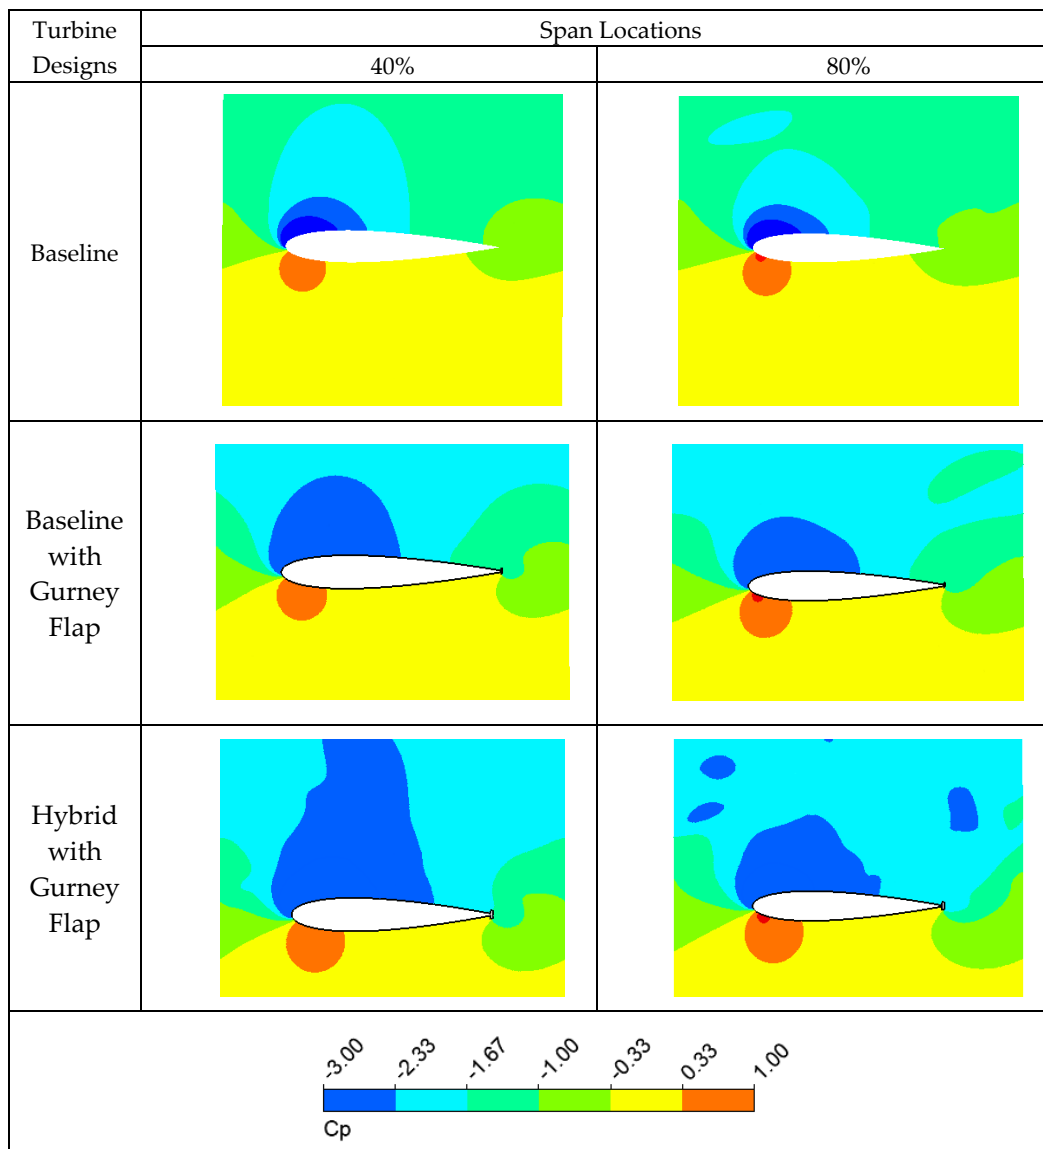 Turbine
Designs
Span Locations
40%
80%
Baseline
Baseline
with
Gurney
Flap
Hybrid
with
Gurney
Flap
-3.00
-2.33
-1.67
-1.00
-0.33
0.33
1.00
Cp